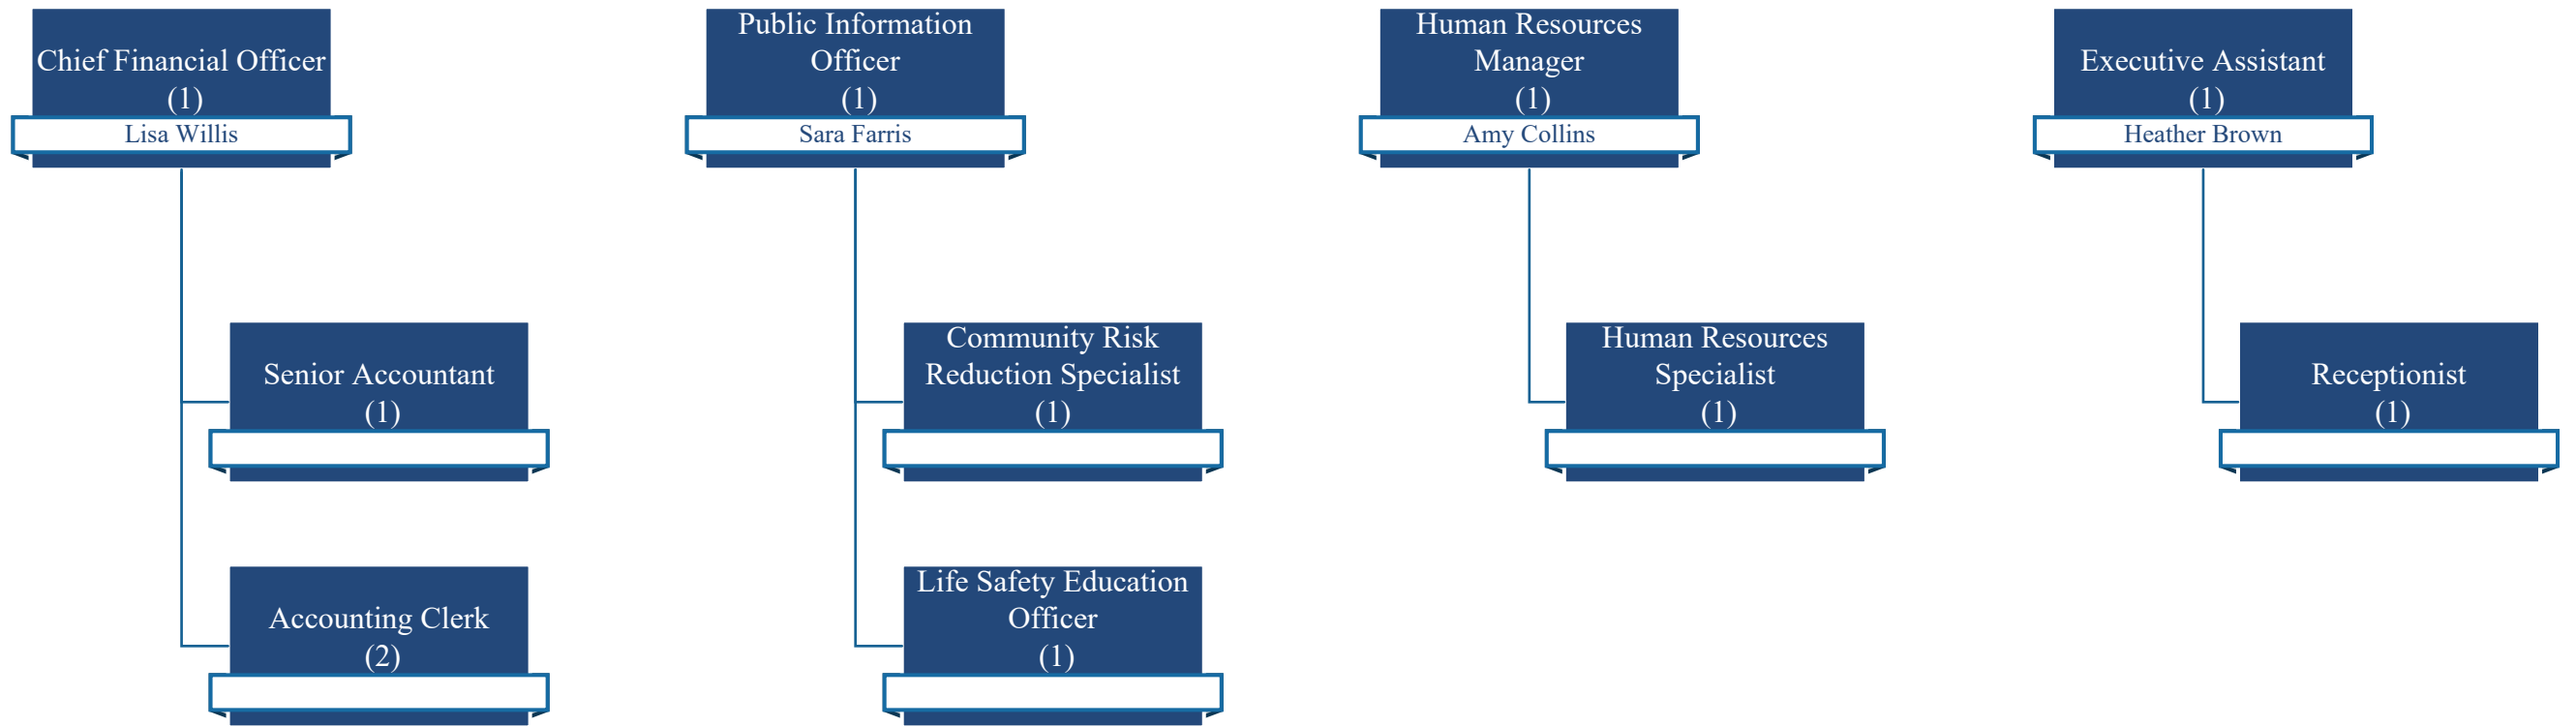 Chief Financial Officer
(1)
Lisa Willis
Senior Accountant
(1)
Accounting Clerk
(2)
Public Information
Officer
(1)
Sara Farris
Community Risk
Reduction Specialist
(1)
Life Safety Education
Officer
(1)
Human Resources
Manager
(1)
Amy Collins
Human Resources
Specialist
(1)
Executive Assistant
(1)
Heather Brown
Receptionist
(1)